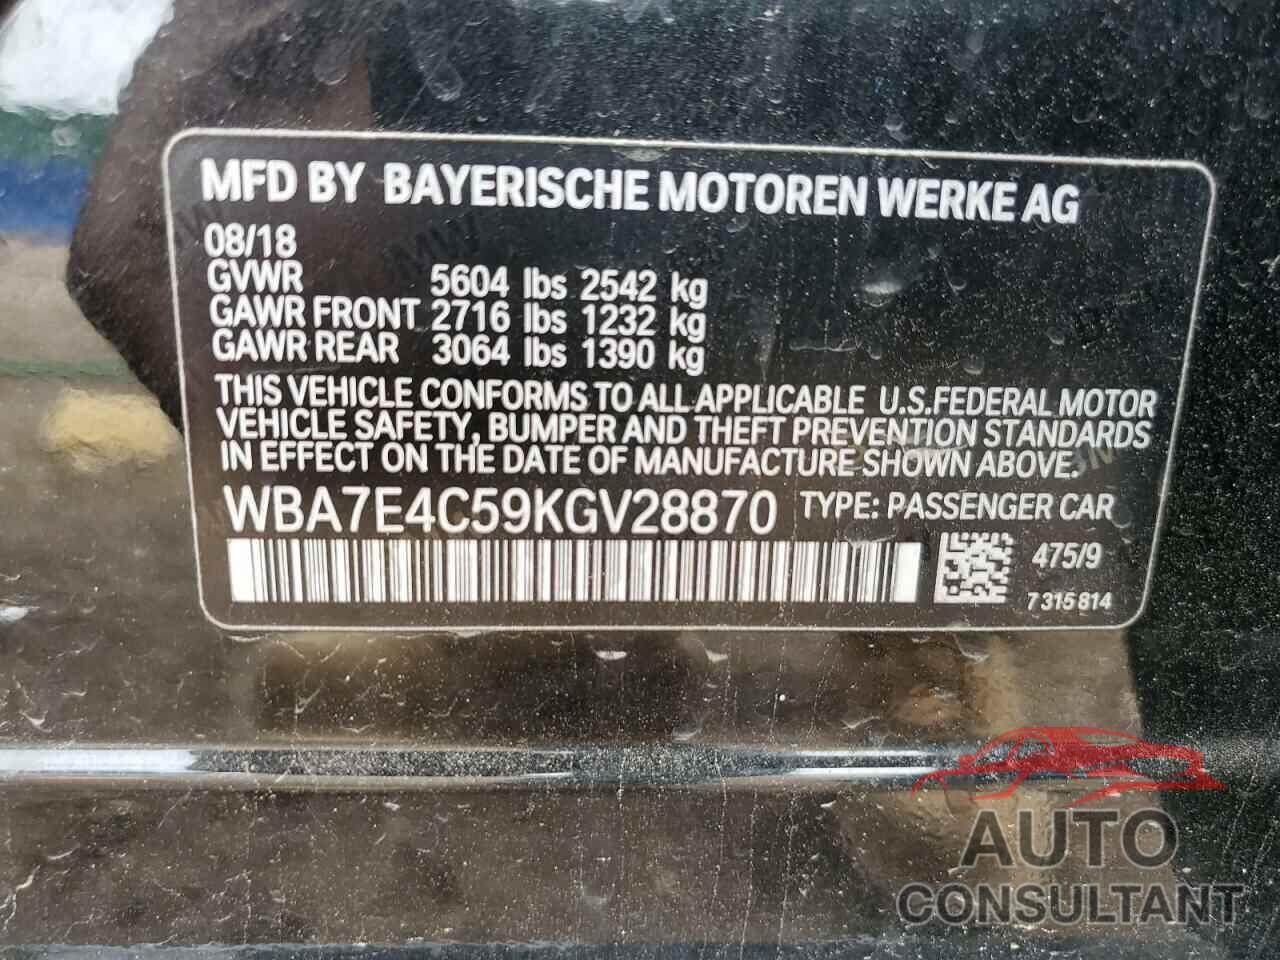 MFD BY BAYERISCHE MOTOREN WERKE AG
08/18
GVWR 5604 lbs 2542 kg
GAWR FRONT 2716 lbs 1232 kg
GAWR REAR 3064 lbs 1390 kg
THIS VEHICLE CONFORMS TO ALL APPLICABLE U.S.FEDERAL MOTOR
VEHICLE SAFETY, BUMPER AND THEFT PREVENTION STANDARDS
IN EFFECT ON THE DATE OF MANUFACTURE SHOWN ABOVE.
WBA7E4C59KGV28870 TYPE: PASSENGER CAR
475/9
7315814
AUTO
CONSULTANT